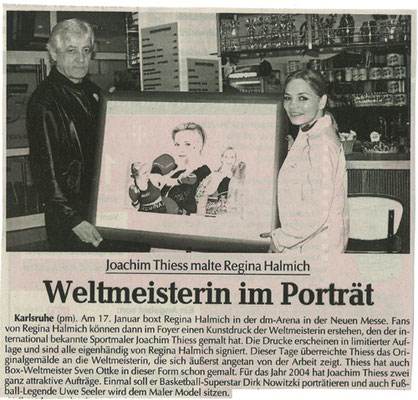 Joachim Thiess malte Regina Halmich
Weltmeisterin im Porträt
Karlsruhe (pm). Am 17. Januar boxt Regina Halmich in der dm-Arena in der Neuen Messe. Fans
von Regina Halmich können dann im Foyer einen Kunstdruck der Weltmeisterin erstehen, den der in-
ternational bekannte Sportmaler Joachim Thiess gemalt hat. Die Drucke erscheinen in limitierter Auf-
lage und sind alle eigenhändig von Regina Halmich signiert. Dieser Tage überreichte Thiess das Ori-
ginalgemälde an die Weltmeisterin, die sich äußerst angetan von der Arbeit zeigt. Thiess hat auch
Box-Weltmeister Sven Ottke in dieser Form schon gemalt. Für das Jahr 2004 hat Joachim Thiess zwei
ganz attraktive Aufträge. Einmal soll er Basketball-Superstar Dirk Nowitzki porträtieren und auch Fuß-
ball-Legende Uwe Seeler wird dem Maler Model sitzen.